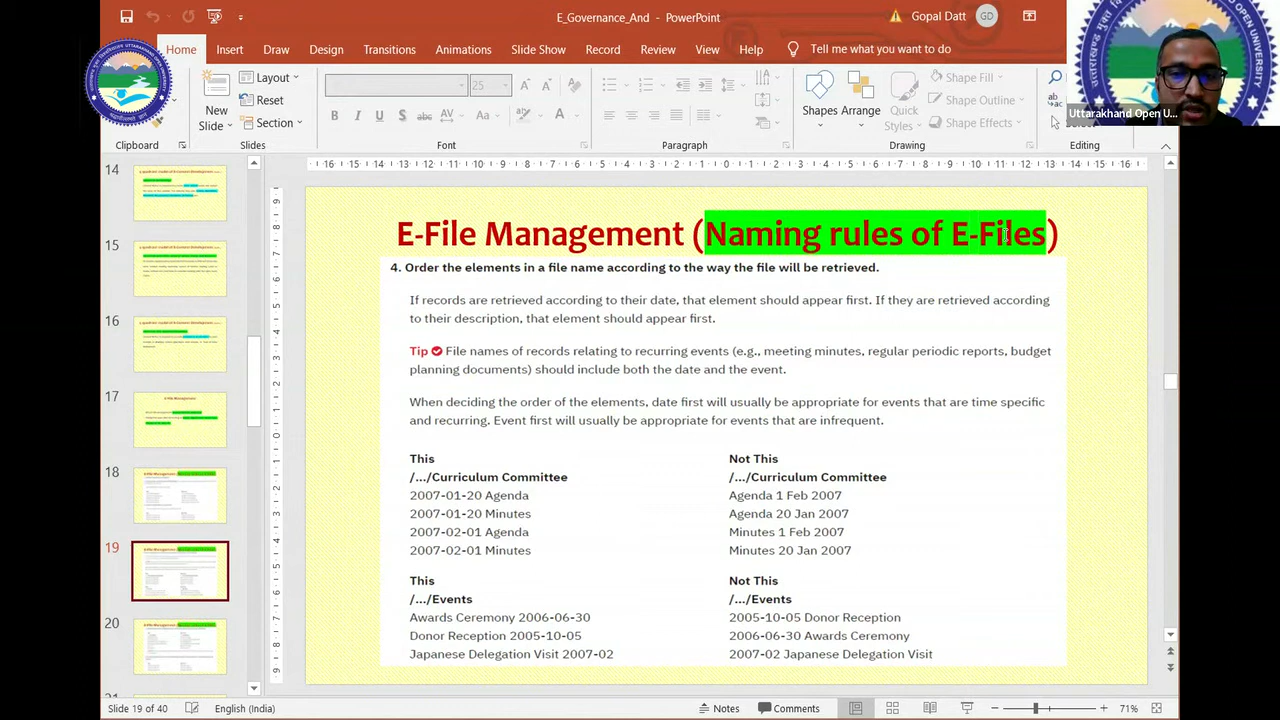 E_Governance_And - PowerPoint
Gopal Datt
GD
Home Insert Draw Design Transitions Animations Slide Show Record Review View Help Tell me what you want to do
New Slide
Layout
Reset
Section
25
Shapes Arrange Quick Styles
Shape Fill
Shape Outline
Shape Effects
Clipboard Slides Font Paragraph Drawing Editing
Uttarakhand Open U...
14
15
16
17
18
19
20
E-File Management (Naming rules of E-Files)
4. Order the elements in a file name according to the way the file will be retrieved.
If records are retrieved according to their date, that element should appear first. If they are retrieved according
to their description, that element should appear first.
Tip File names of records relating to recurring events (e.g., meeting minutes, regular periodic reports, budget
planning documents) should include both the date and the event.
When deciding the order of the elements, date first will usually be appropriate for events that are time specific
and recurring. Event first will usually be appropriate for events that are infrequent.
This
/.../Curriculum Committee
2007-01-20 Agenda
2007-01-20 Minutes
2007-02-01 Agenda
2007-02-01 Minutes
Not This
/.../Curriculum Committee
Agenda 1 Feb 2007
Agenda 20 Jan 2007
Minutes 1 Feb 2007
Minutes 20 Jan 2007
This
/.../Events
Awards Ceremony 2006-06-30
Donor Reception 2005-10-05
Japanese Delegation Visit 2007-02
Not This
/.../Events
2005-10-05 Donor Reception
2006-06-30 Awards Ceremony
2007-02 Japanese Delegation Visit
Slide 19 of 40
English (India)
Notes
Comments
71%